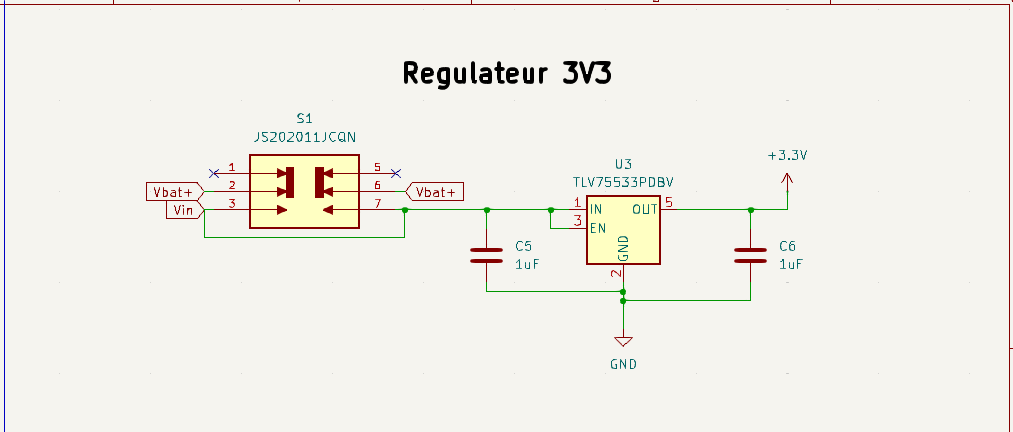 Regulateur 3V3
S1
JS202011JCQN
1
2
3
5
6
7
Vbat+
Vin
Vbat+
U3
TLV75533PDBV
1
3
IN
EN
OUT
GND
5
2
+3.3V
C5
1uF
C6
1uF
GND